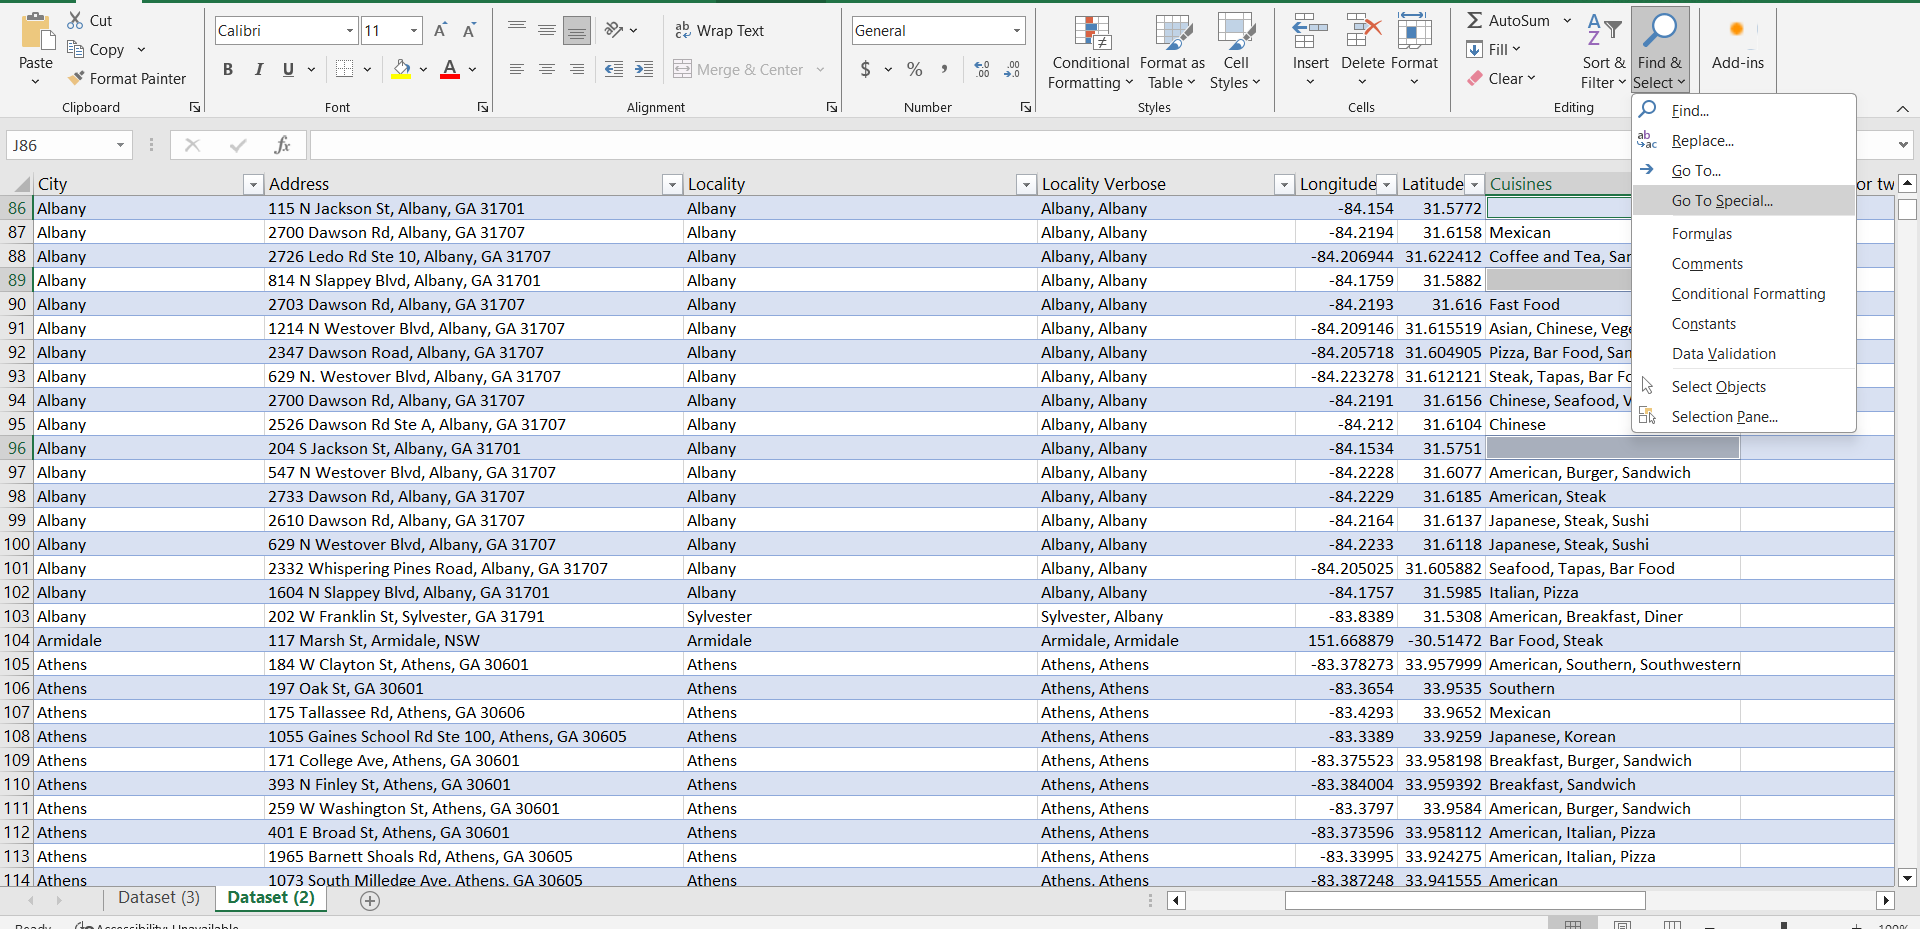 Paste
Cut
Copy
Format Painter
Clipboard
Calibri 11
B I U
Font
Wrap Text
Merge & Center
Alignment
General
$ % ,
Number
Conditional Formatting
Format as Table
Cell Styles
Styles
Insert Delete Format
Cells
AutoSum
Fill
Clear
Sort & Filter
Find & Select
Editing
Add-ins
J86 fx
Find...
Replace...
Go To...
Go To Special...
Formulas
Comments
Conditional Formatting
Constants
Data Validation
Select Objects
Selection Pane...
City Address Locality Locality Verbose Longitude Latitude Cuisines or tw
86 Albany 115 N Jackson St, Albany, GA 31701 Albany Albany, Albany -84.154 31.5772
87 Albany 2700 Dawson Rd, Albany, GA 31707 Albany Albany, Albany -84.2194 31.6158 Mexican
88 Albany 2726 Ledo Rd Ste 10, Albany, GA 31707 Albany Albany, Albany -84.206944 31.622412 Coffee and Tea, Sar
89 Albany 814 N Slappey Blvd, Albany, GA 31701 Albany Albany, Albany -84.1759 31.5882
90 Albany 2703 Dawson Rd, Albany, GA 31707 Albany Albany, Albany -84.2193 31.616 Fast Food
91 Albany 1214 N Westover Blvd, Albany, GA 31707 Albany Albany, Albany -84.209146 31.615519 Asian, Chinese, Vege
92 Albany 2347 Dawson Road, Albany, GA 31707 Albany Albany, Albany -84.205718 31.604905 Pizza, Bar Food, San
93 Albany 629 N. Westover Blvd, Albany, GA 31707 Albany Albany, Albany -84.223278 31.612121 Steak, Tapas, Bar Fo
94 Albany 2700 Dawson Rd, Albany, GA 31707 Albany Albany, Albany -84.2191 31.6156 Chinese, Seafood, V
95 Albany 2526 Dawson Rd Ste A, Albany, GA 31707 Albany Albany, Albany -84.212 31.6104 Chinese
96 Albany 204 S Jackson St, Albany, GA 31701 Albany Albany, Albany -84.1534 31.5751
97 Albany 547 N Westover Blvd, Albany, GA 31707 Albany Albany, Albany -84.2228 31.6077 American, Burger, Sandwich
98 Albany 2733 Dawson Rd, Albany, GA 31707 Albany Albany, Albany -84.2229 31.6185 American, Steak
99 Albany 2610 Dawson Rd, Albany, GA 31707 Albany Albany, Albany -84.2164 31.6137 Japanese, Steak, Sushi
100 Albany 629 N Westover Blvd, Albany, GA 31707 Albany Albany, Albany -84.2233 31.6118 Japanese, Steak, Sushi
101 Albany 2332 Whispering Pines Road, Albany, GA 31707 Albany Albany, Albany -84.205025 31.605882 Seafood, Tapas, Bar Food
102 Albany 1604 N Slappey Blvd, Albany, GA 31701 Albany Albany, Albany -84.1757 31.5985 Italian, Pizza
103 Albany 202 W Franklin St, Sylvester, GA 31791 Sylvester Sylvester, Albany -83.8389 31.5308 American, Breakfast, Diner
104 Armidale 117 Marsh St, Armidale, NSW Armidale Armidale, Armidale 151.668879 -30.51472 Bar Food, Steak
105 Athens 184 W Clayton St, Athens, GA 30601 Athens Athens, Athens -83.378273 33.957999 American, Southern, Southwestern
106 Athens 197 Oak St, GA 30601 Athens Athens, Athens -83.3654 33.9535 Southern
107 Athens 175 Tallassee Rd, Athens, GA 30606 Athens Athens, Athens -83.4293 33.9652 Mexican
108 Athens 1055 Gaines School Rd Ste 100, Athens, GA 30605 Athens Athens, Athens -83.3389 33.9259 Japanese, Korean
109 Athens 171 College Ave, Athens, GA 30601 Athens Athens, Athens -83.375523 33.958198 Breakfast, Burger, Sandwich
110 Athens 393 N Finley St, Athens, GA 30601 Athens Athens, Athens -83.384004 33.959392 Breakfast, Sandwich
111 Athens 259 W Washington St, Athens, GA 30601 Athens Athens, Athens -83.3797 33.9584 American, Burger, Sandwich
112 Athens 401 E Broad St, Athens, GA 30601 Athens Athens, Athens -83.373596 33.958112 American, Italian, Pizza
113 Athens 1965 Barnett Shoals Rd, Athens, GA 30605 Athens Athens, Athens -83.33995 33.924275 American, Italian, Pizza
114 Athens 1073 South Milledge Ave, Athens, GA 30605 Athens Athens, Athens -83.387248 33.941555 American
Dataset (3) Dataset (2)
Ready Accessibility: Unavailable 100%